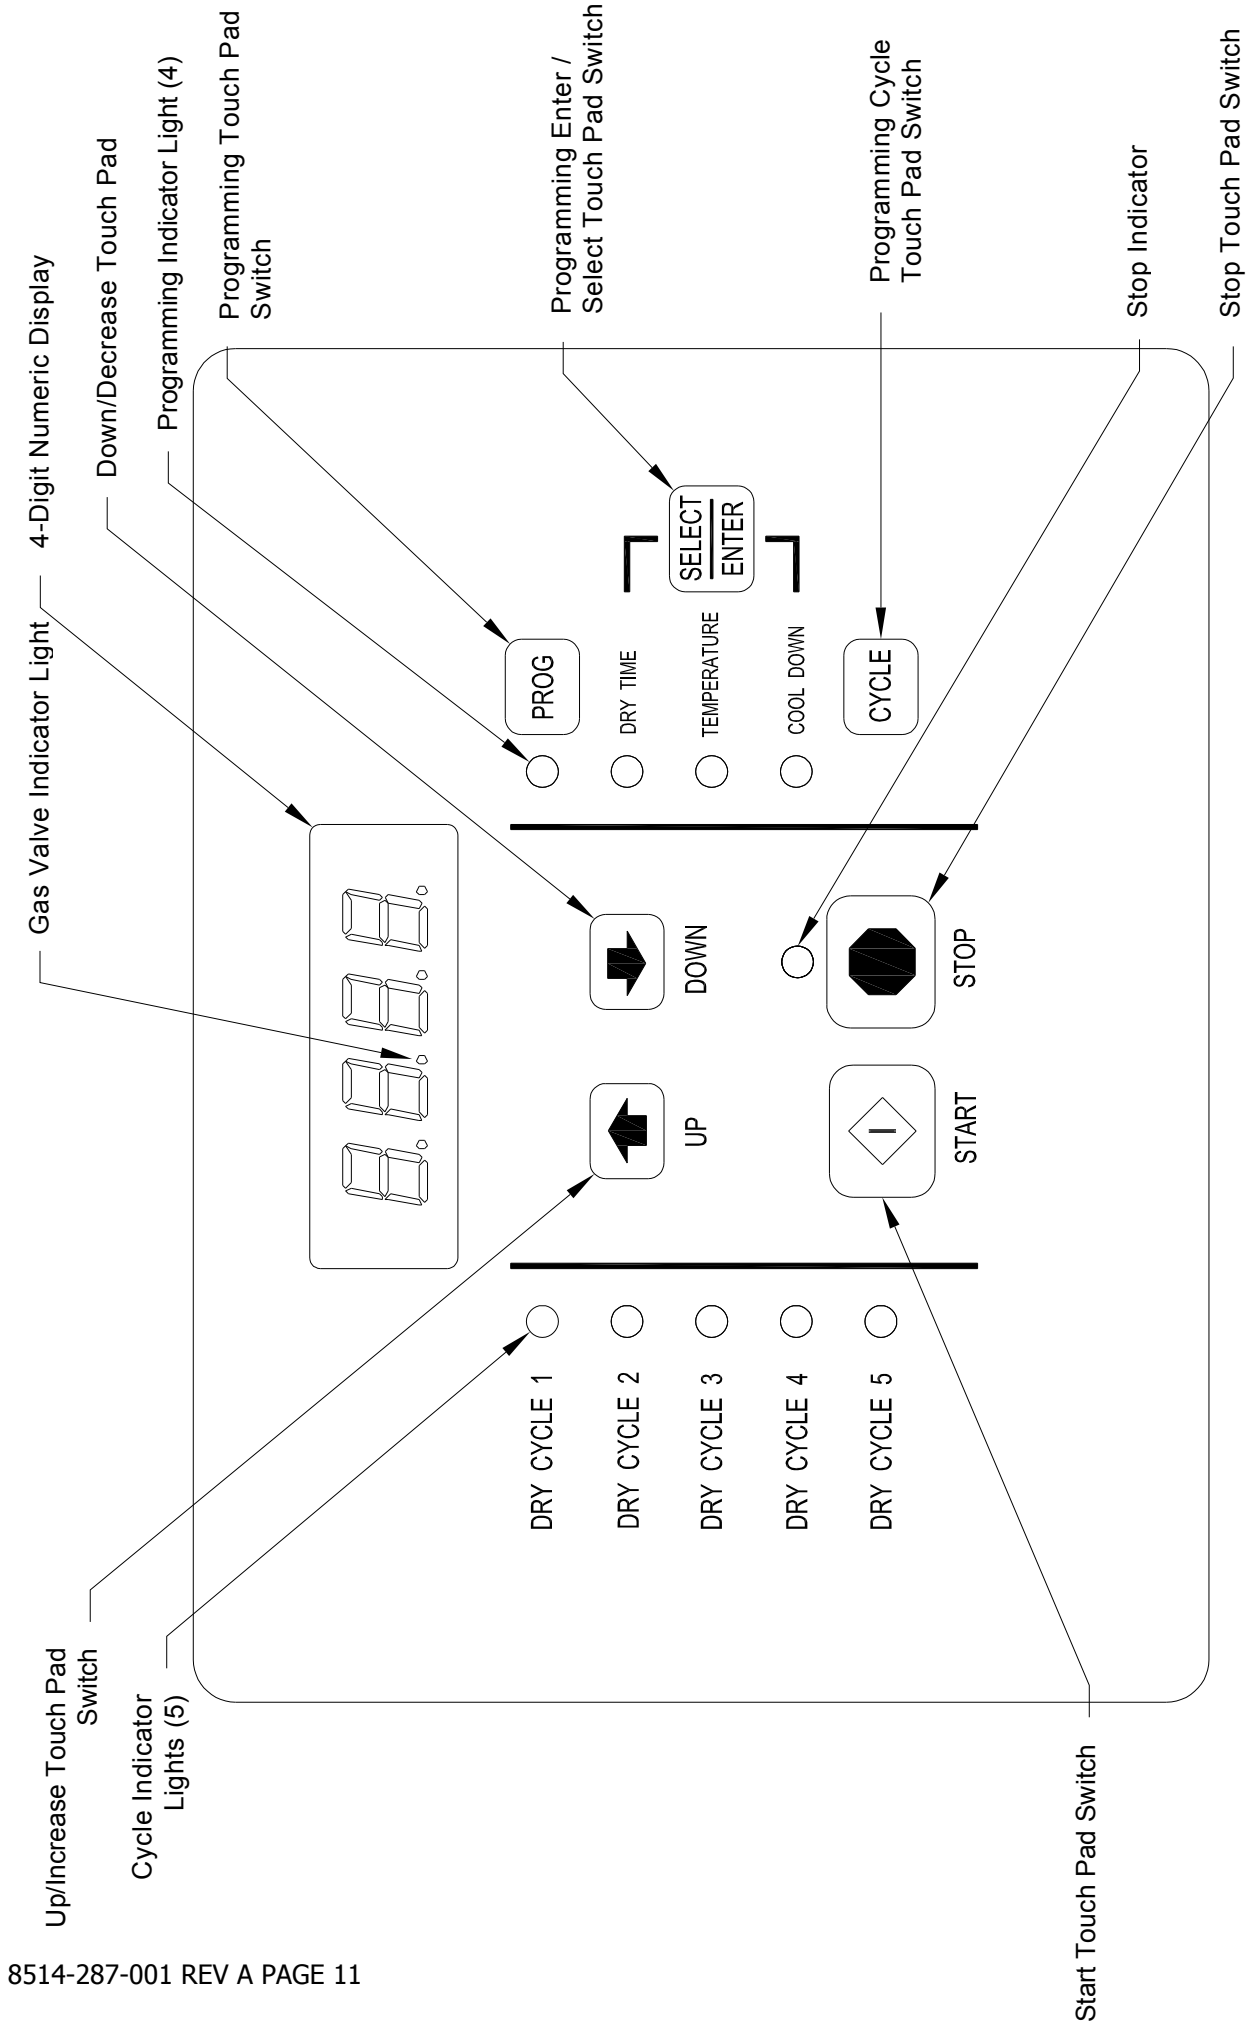 Gas Valve Indicator Light
4-Digit Numeric Display
Down/Decrease Touch Pad
Programming Indicator Light (4)
Programming Touch Pad
Switch
Up/Increase Touch Pad
Switch
Cycle Indicator
Lights (5)
Programming Enter /
Select Touch Pad Switch
Programming Cycle
Touch Pad Switch
Stop Indicator
Stop Touch Pad Switch
Start Touch Pad Switch
DRY CYCLE 1
DRY CYCLE 2
DRY CYCLE 3
DRY CYCLE 4
DRY CYCLE 5
UP
DOWN
START
STOP
PROG
DRY TIME
TEMPERATURE
COOL DOWN
SELECT
ENTER
CYCLE
8514-287-001 REV A PAGE 11